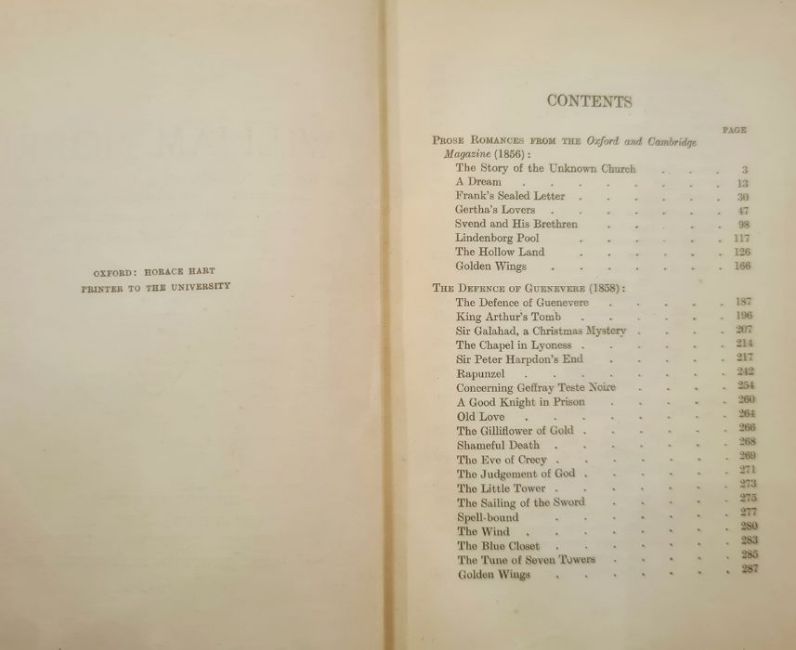 OXFORD: HORACE HART
PRINTER TO THE UNIVERSITY
CONTENTS
PAGE
PROSE ROMANCES FROM THE Oxford and Cambridge
Magazine (1856):
The Story of the Unknown Church . . . 3
A Dream . . . . . . . 13
Frank's Sealed Letter . . . . . . 30
Gertha's Lovers . . . . . . . 47
Svend and His Brethren . . . . . 98
Lindenborg Pool . . . . . . 117
The Hollow Land . . . . . . 126
Golden Wings . . . . . . . 166
THE DEFENCE OF GUENEVERE (1858):
The Defence of Guenevere . . . . . 187
King Arthur's Tomb . . . . . . 196
Sir Galahad, a Christmas Mystery . . . . 207
The Chapel in Lyoness . . . . . . 214
Sir Peter Harpdon's End . . . . . 217
Rapunzel . . . . . . . . 242
Concerning Geffray Teste Noire . . . . 254
A Good Knight in Prison . . . . . 260
Old Love . . . . . . . . 264
The Gilliflower of Gold . . . . . . 266
Shameful Death . . . . . . . 268
The Eve of Crecy . . . . . . . 269
The Judgement of God . . . . . . 271
The Little Tower . . . . . . . 273
The Sailing of the Sword . . . . . 275
Spell-bound . . . . . . . 277
The Wind . . . . . . . . 280
The Blue Closet . . . . . . . 283
The Tune of Seven Towers . . . . . 285
Golden Wings . . . . . . . 287